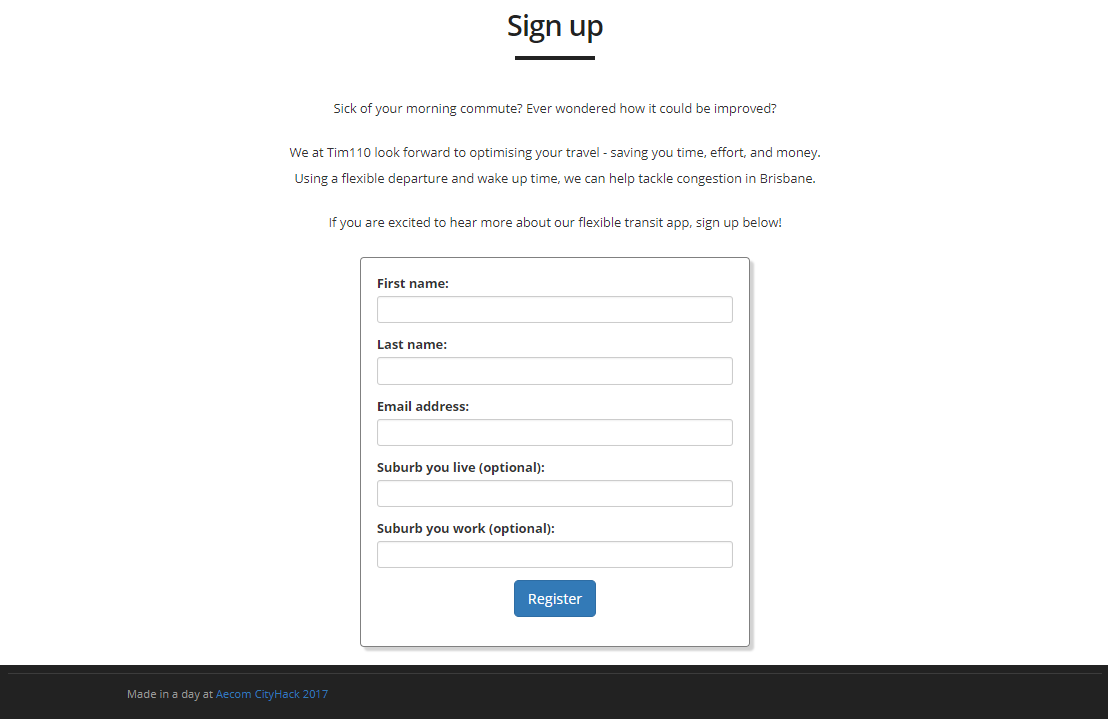 Sign up
Sick of your morning commute? Ever wondered how it could be improved?
We at Tim110 look forward to optimising your travel - saving you time, effort, and money.
Using a flexible departure and wake up time, we can help tackle congestion in Brisbane.
If you are excited to hear more about our flexible transit app, sign up below!
First name:
Last name:
Email address:
Suburb you live (optional):
Suburb you work (optional):
Register
Made in a day at Aecom CityHack 2017